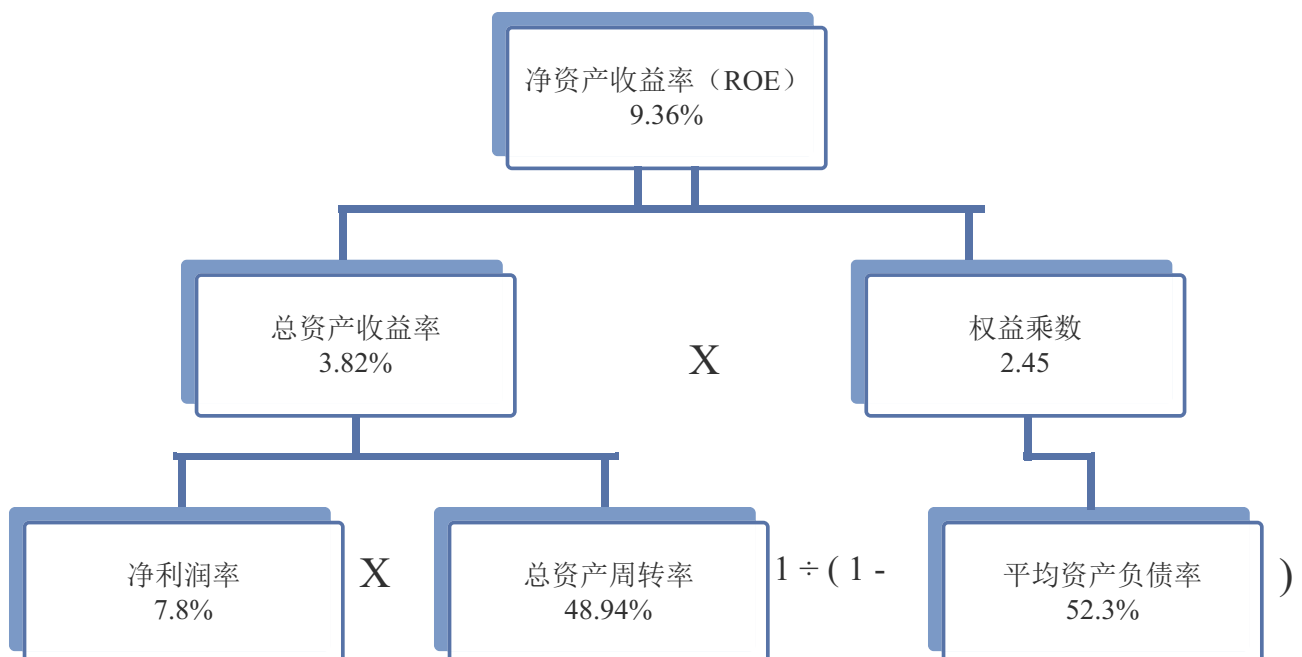 净资产收益率（ROE）
9.36%
总资产收益率
3.82%
X
权益乘数
2.45
净利润率
7.8%
X
总资产周转率
48.94%
1 ÷ ( 1 -
平均资产负债率
52.3%
)